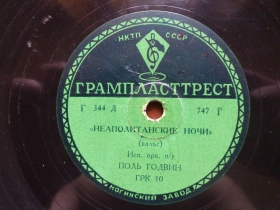 НКТП СССР
ГРАМПЛАСТТРЕСТ
Г 344 Д 747 Г
«НЕАПОЛИТАНСКИЕ НОЧИ»
(вальс)
Исп. орк. п/у
ПОЛЬ ГОДВИН
ГРК 10
НОГИНСКИЙ ЗАВОД